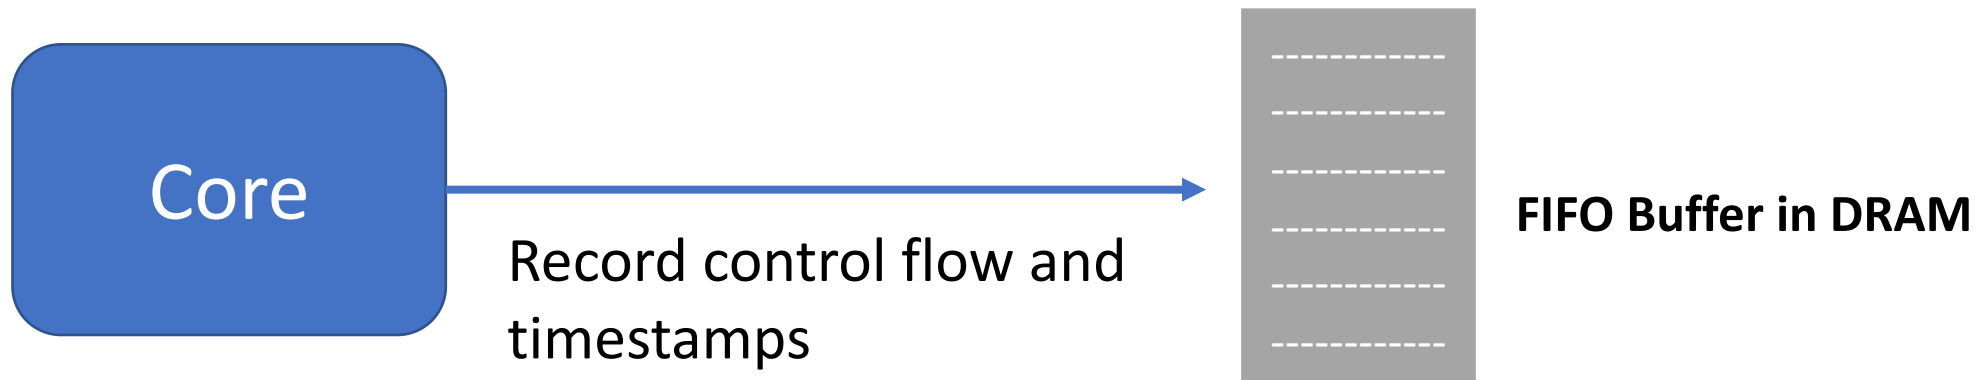 Core
Record control flow and
timestamps
FIFO Buffer in DRAM